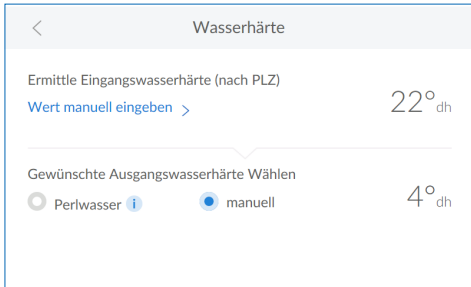 Wasserhärte
Ermittle Eingangswasserhärte (nach PLZ)
Wert manuell eingeben >
22° dh
Gewünschte Ausgangswasserhärte Wählen
Perlwasser i manuell
4° dh